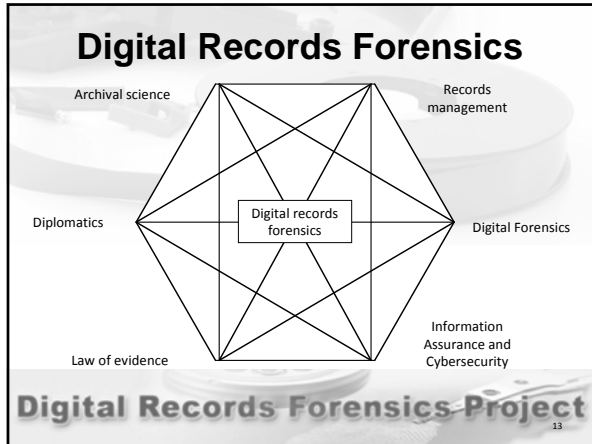 Digital Records Forensics
Archival science
Records
management
Diplomatics
Digital records
forensics
Digital Forensics
Law of evidence
Information
Assurance and
Cybersecurity
Digital Records Forensics Project
13